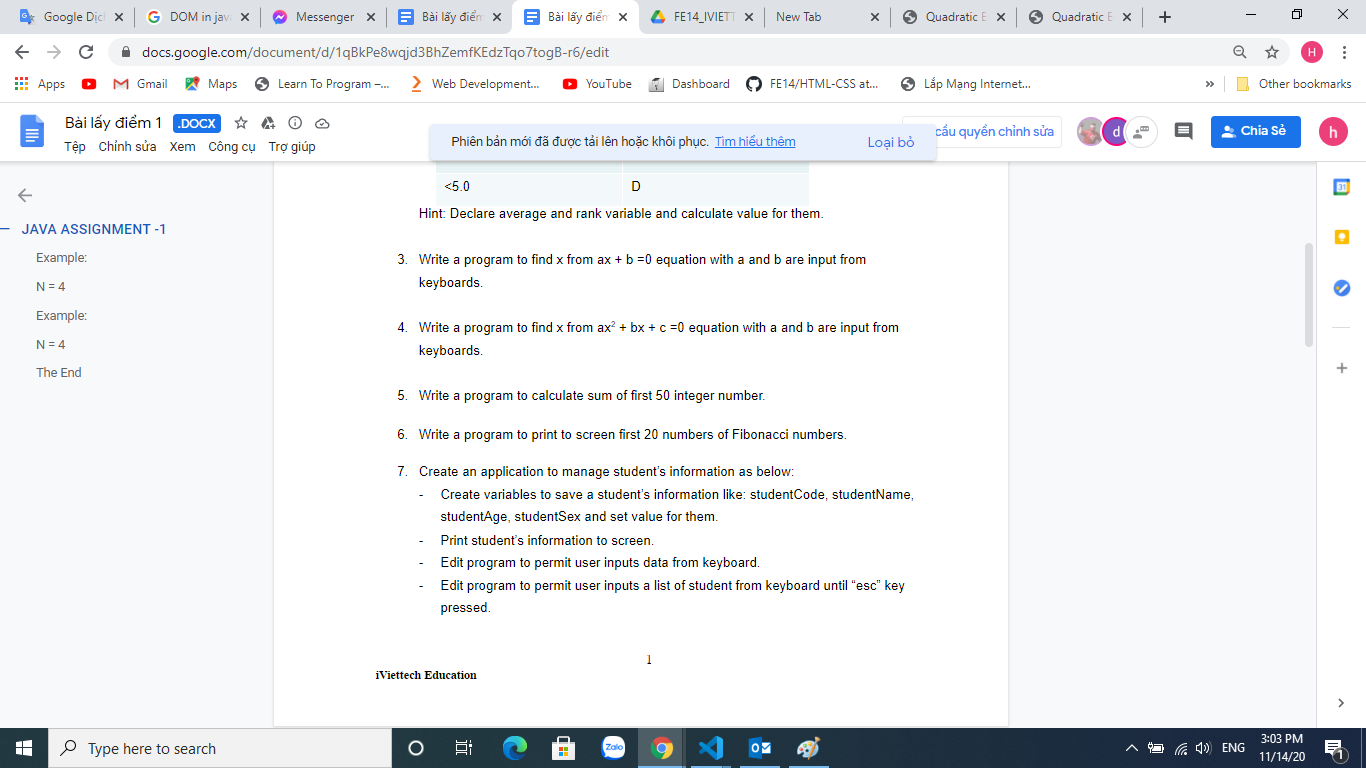 Google Dịc
DOM in java
Messenger
Bài lấy điểm
Bài lấy điểm
FE14_IVIETT
New Tab
Quadratic E
Quadratic E
docs.google.com/document/d/1qBkPe8wqjd3BhZemfKEdzTqo7togB-r6/edit
H
Apps
Gmail
Maps
Learn To Program –...
Web Development...
YouTube
Dashboard
FE14/HTML-CSS at...
Lắp Mạng Internet...
»
Other bookmarks
Bài lấy điểm 1 .DOCX
Tệp Chỉnh sửa Xem Công cụ Trợ giúp
Phiên bản mới đã được tải lên hoặc khôi phục. Tìm hiểu thêm Loại bỏ
cầu quyền chỉnh sửa
d
Chia Sẻ
h
JAVA ASSIGNMENT -1
Example:
N = 4
Example:
N = 4
The End
<5.0 D
Hint: Declare average and rank variable and calculate value for them.
3. Write a program to find x from ax + b =0 equation with a and b are input from
keyboards.
4. Write a program to find x from ax² + bx + c =0 equation with a and b are input from
keyboards.
5. Write a program to calculate sum of first 50 integer number.
6. Write a program to print to screen first 20 numbers of Fibonacci numbers.
7. Create an application to manage student's information as below:
- Create variables to save a student's information like: studentCode, studentName,
studentAge, studentSex and set value for them.
- Print student's information to screen.
- Edit program to permit user inputs data from keyboard.
- Edit program to permit user inputs a list of student from keyboard until “esc” key
pressed.
1
iViettech Education
31
Type here to search
Zalo
ENG
3:03 PM
11/14/20
1